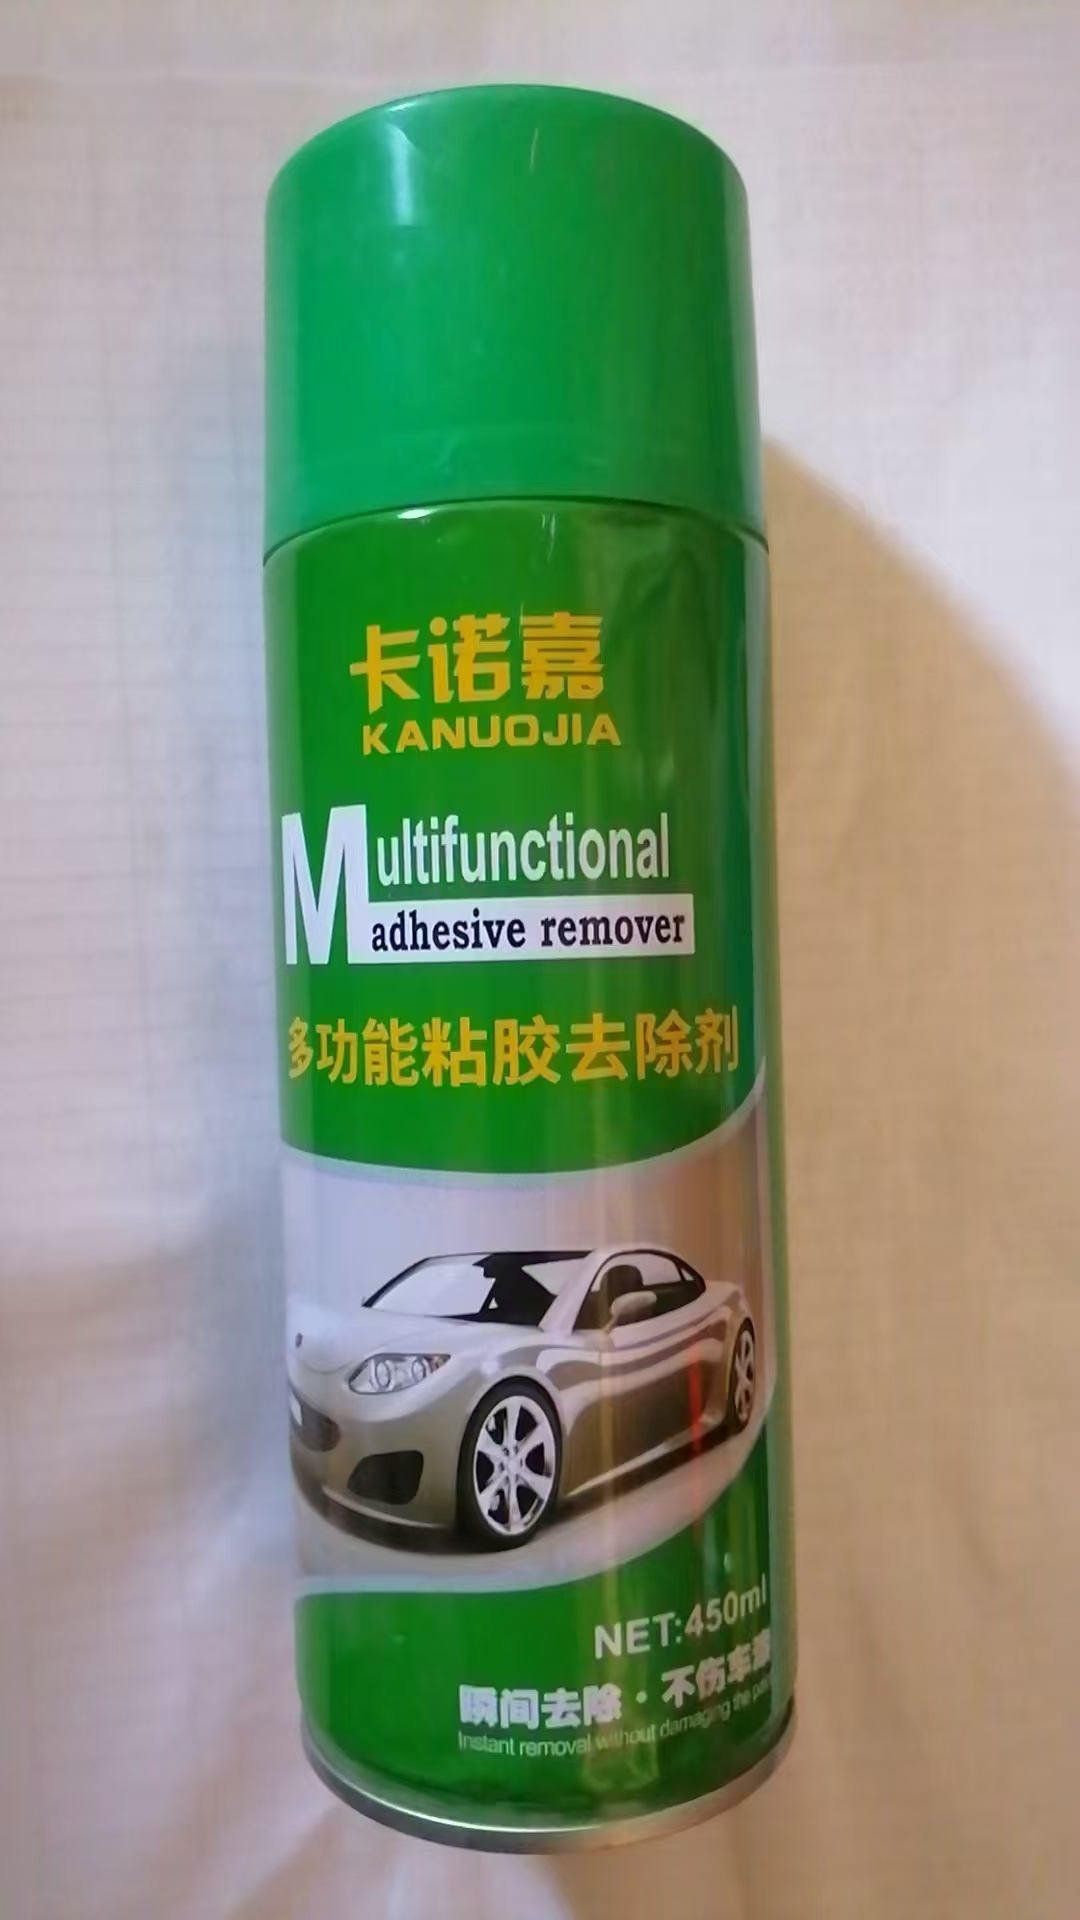 卡诺嘉
KANUOJIA
Multifunctional
adhesive remover
多功能粘胶去除剂
NET:450ml
瞬间去除·不伤车漆
Instant removal without damaging the